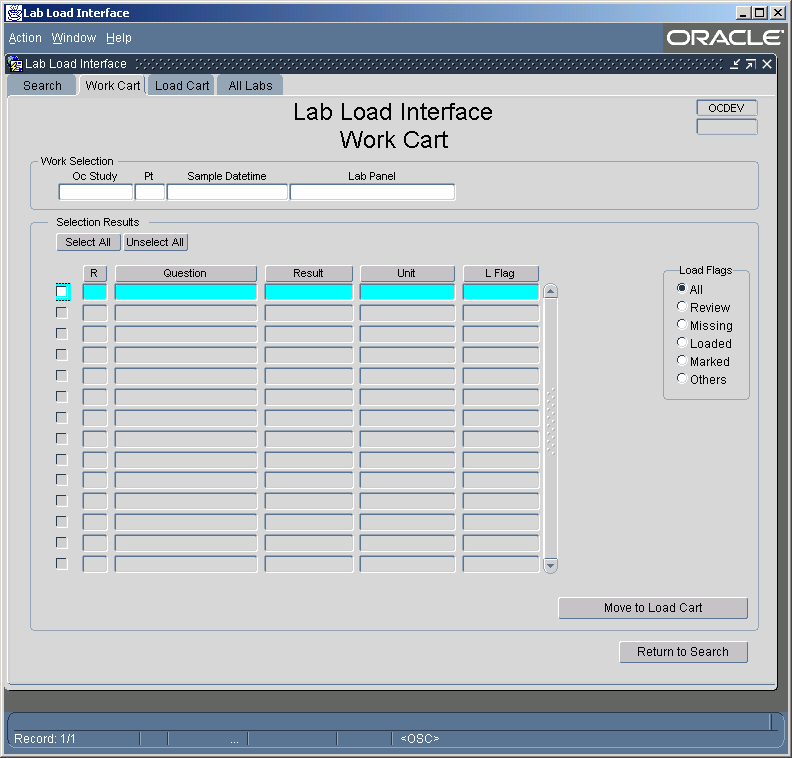 Lab Load Interface
Action Window Help
ORACLE
Lab Load Interface
Search Work Cart Load Cart All Labs
Lab Load Interface
Work Cart
OCDEV
Work Selection
Oc Study Pt Sample Datetime Lab Panel
Selection Results
Select All Unselect All
R Question Result Unit L Flag
Load Flags
All
Review
Missing
Loaded
Marked
Others
Move to Load Cart
Return to Search
Record: 1/1 ... <OSC>